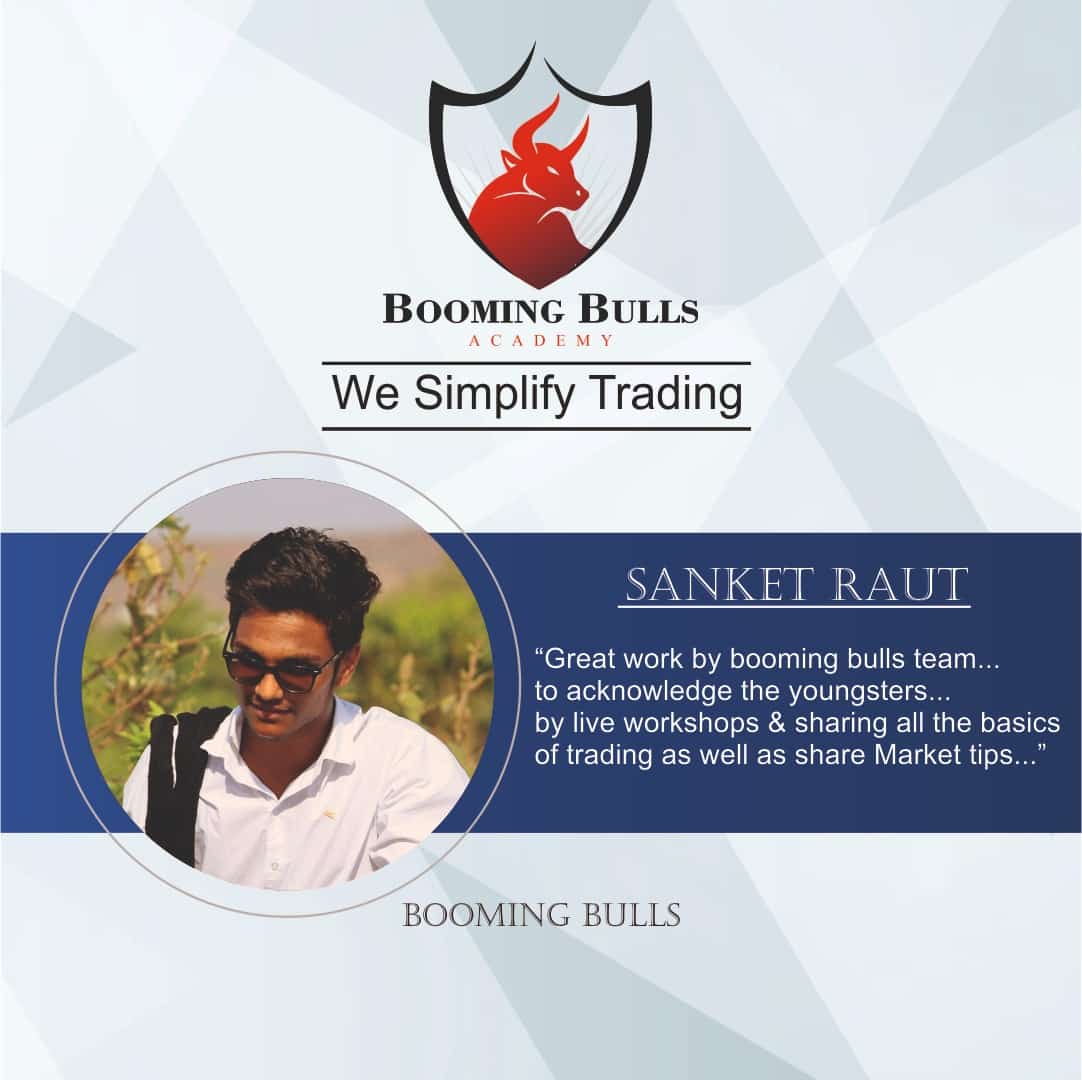 BOOMING BULLS
ACADEMY
We Simplify Trading
SANKET RAUT
“Great work by booming bulls team...
to acknowledge the youngsters...
by live workshops & sharing all the basics
of trading as well as share Market tips...”
BOOMING BULLS